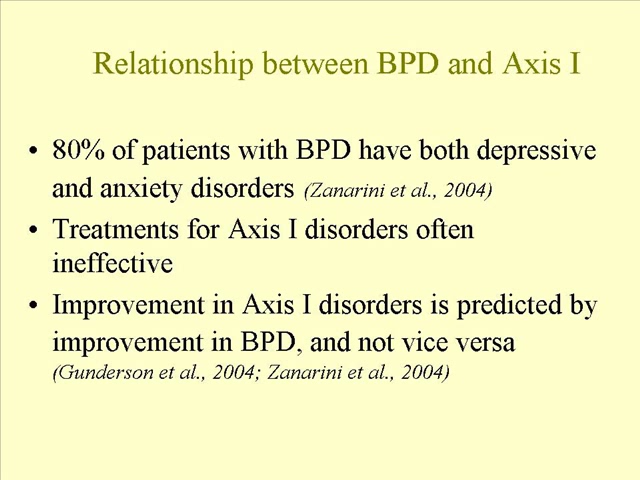 Relationship between BPD and Axis I
• 80% of patients with BPD have both depressive
and anxiety disorders (Zanarini et al., 2004)
• Treatments for Axis I disorders often
ineffective
• Improvement in Axis I disorders is predicted by
improvement in BPD, and not vice versa
(Gunderson et al., 2004; Zanarini et al., 2004)